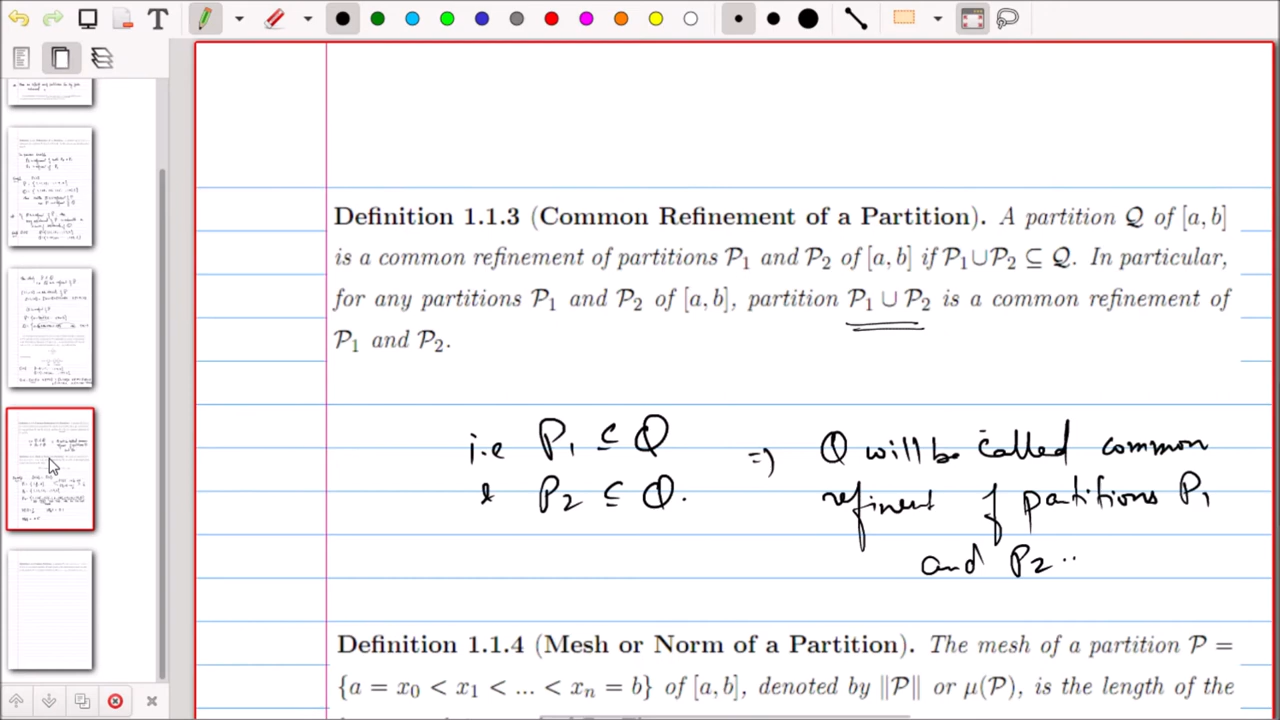 Definition 1.1.3 (Common Refinement of a Partition). A partition Q of [a, b]
is a common refinement of partitions P₁ and P₂ of [a, b] if P₁∪P₂ ⊆ Q. In particular,
for any partitions P₁ and P₂ of [a, b], partition P₁ ∪ P₂ is a common refinement of
P₁ and P₂.
i.e P₁ ⊆ Q ⇒ Q will be called common
& P₂ ⊆ Q. refinent of partitions P₁
and P₂..
Definition 1.1.4 (Mesh or Norm of a Partition). The mesh of a partition P =
{a = x₀ < x₁ < ... < xₙ = b} of [a, b], denoted by ‖P‖ or μ(P), is the length of the